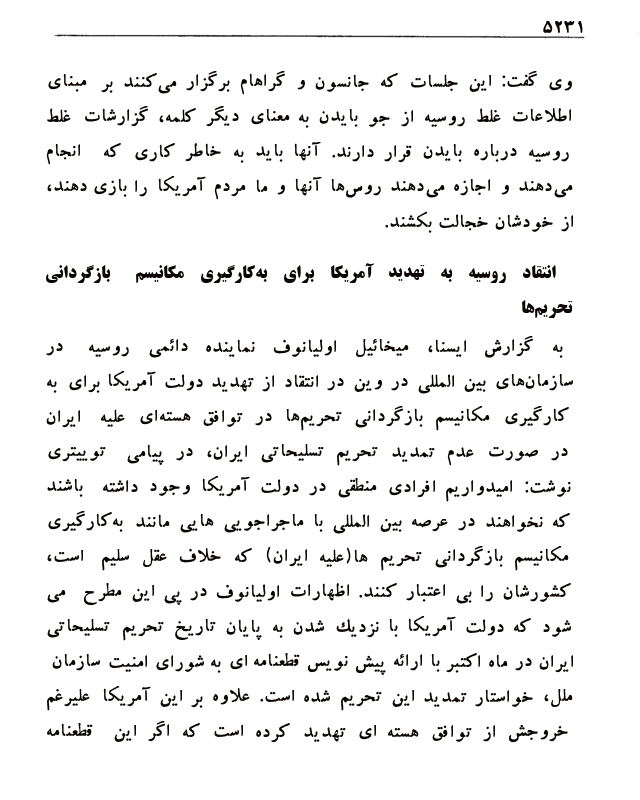 ۵۲۳۱
وی گفت: این جلسات که جانسون و گراهام برگزار می‌کنند بر مبنای
اطلاعات غلط روسیه از جو بایدن به معنای دیگر کلمه، گزارشات غلط
روسیه درباره بایدن قرار دارند. آنها باید به خاطر کاری که انجام
می‌دهند و اجازه می‌دهند روس‌ها آنها و ما مردم آمریکا را بازی دهند،
از خودشان خجالت بکشند.
انتقاد روسیه به تهدید آمریکا برای به‌کارگیری مکانیسم بازگردانی
تحریم‌ها
به گزارش ایسنا، میخائیل اولیانوف نماینده دائمی روسیه در
سازمان‌های بین المللی در وین در انتقاد از تهدید دولت آمریکا برای به
کارگیری مکانیسم بازگردانی تحریم‌ها در توافق هسته‌ای علیه ایران
در صورت عدم تمدید تحریم تسلیحاتی ایران، در پیامی توییتری
نوشت: امیدواریم افرادی منطقی در دولت آمریکا وجود داشته باشند
که نخواهند در عرصه بین المللی با ماجراجویی هایی مانند به‌کارگیری
مکانیسم بازگردانی تحریم ها(علیه ایران) که خلاف عقل سلیم است،
کشورشان را بی اعتبار کنند. اظهارات اولیانوف در پی این مطرح می
شود که دولت آمریکا با نزدیك شدن به پایان تاریخ تحریم تسلیحاتی
ایران در ماه اکتبر با ارائه پیش نویس قطعنامه ای به شورای امنیت سازمان
ملل، خواستار تمدید این تحریم شده است. علاوه بر این آمریکا علیرغم
خروجش از توافق هسته ای تهدید کرده است که اگر این قطعنامه